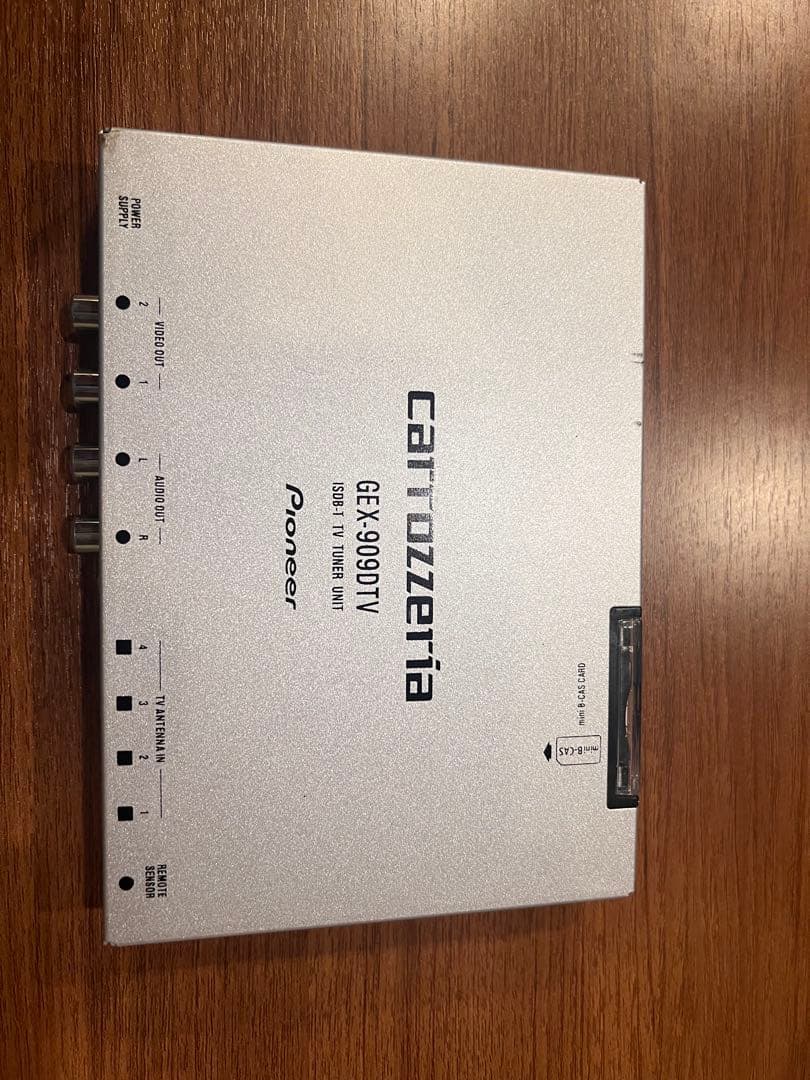 mini B-CAS CARD
mini B-CAS
carrozzeria
GEX-909DTV
ISDB-T TV TUNER UNIT
Pioneer
POWER SUPPLY
VIDEO OUT
2 1
AUDIO OUT
L R
TV ANTENNA IN
4 3 2 1
REMOTE SENSOR